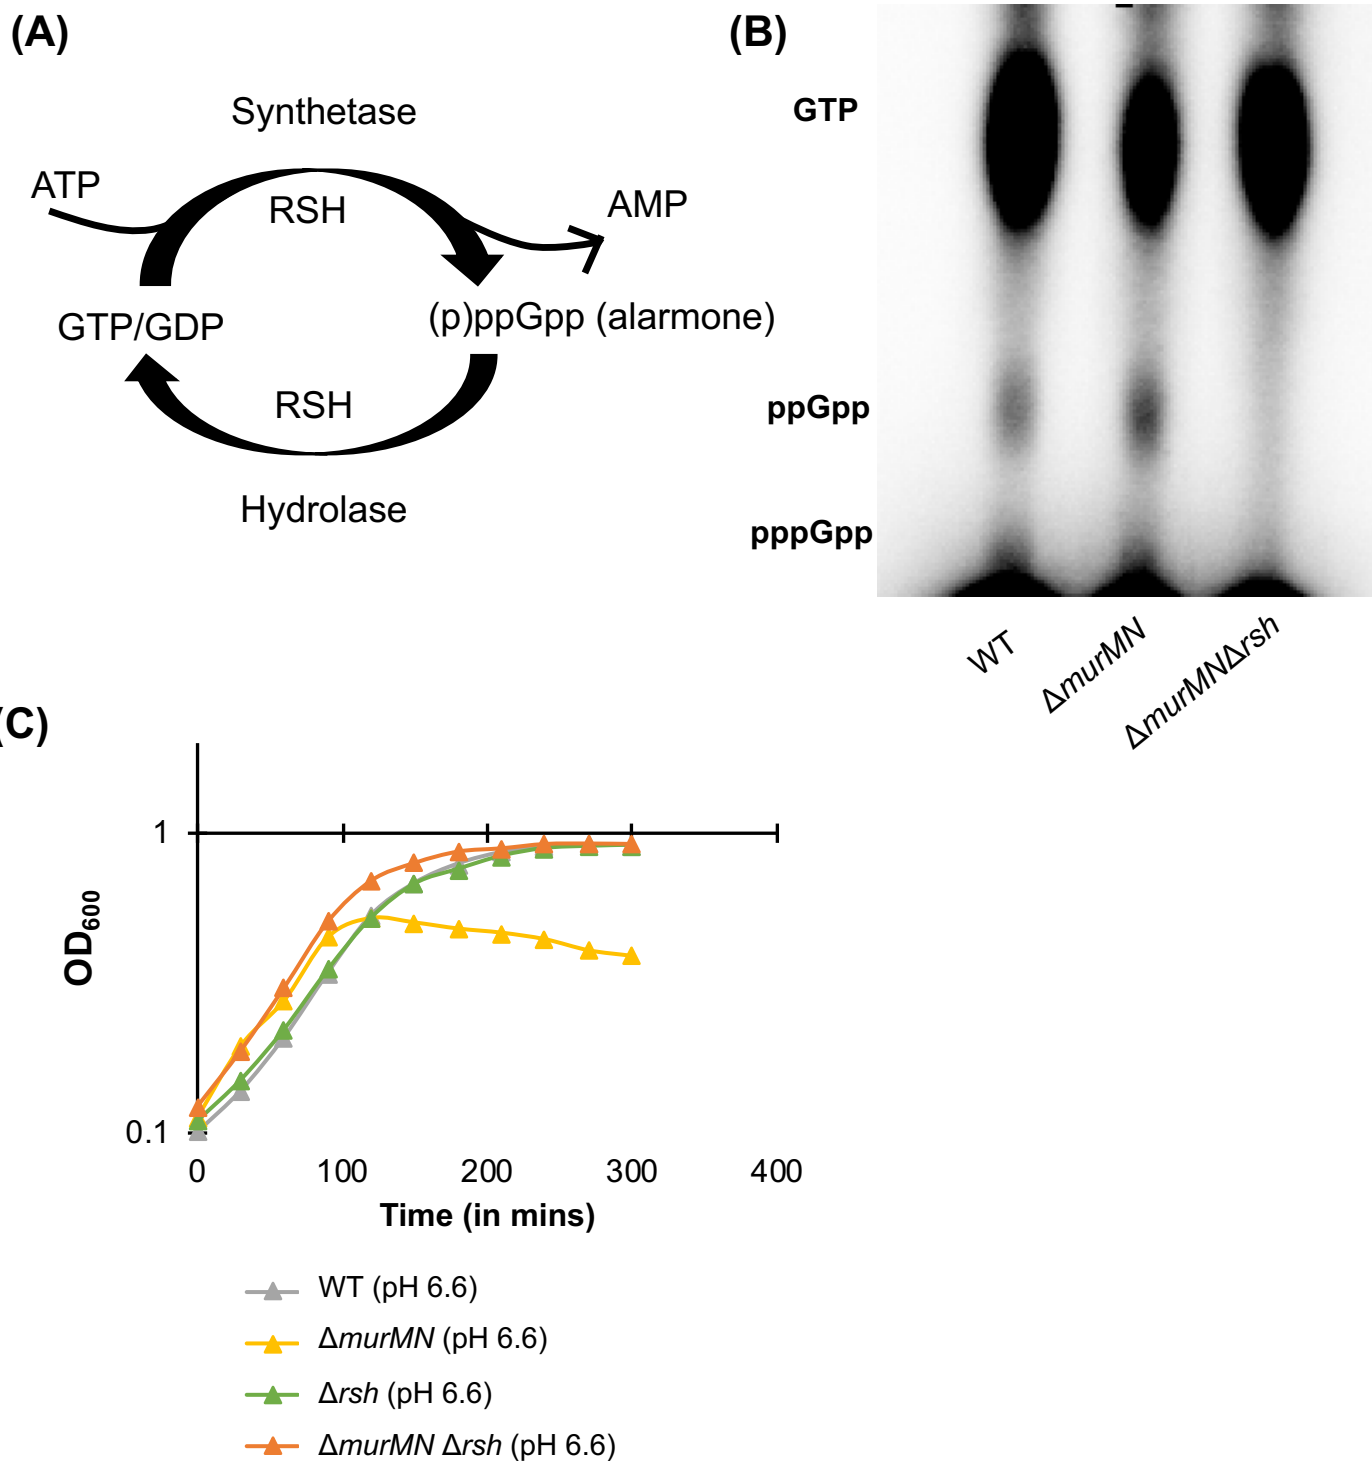 (A)
Synthetase
ATP
RSH
AMP
GTP/GDP
(p)ppGpp (alarmone)
RSH
Hydrolase
(B)
GTP
ppGpp
pppGpp
WT
ΔmurMN
ΔmurMNΔrsh
(C)
1
0.1
OD600
0
100
200
300
400
Time (in mins)
WT (pH 6.6)
ΔmurMN (pH 6.6)
Δrsh (pH 6.6)
ΔmurMN Δrsh (pH 6.6)